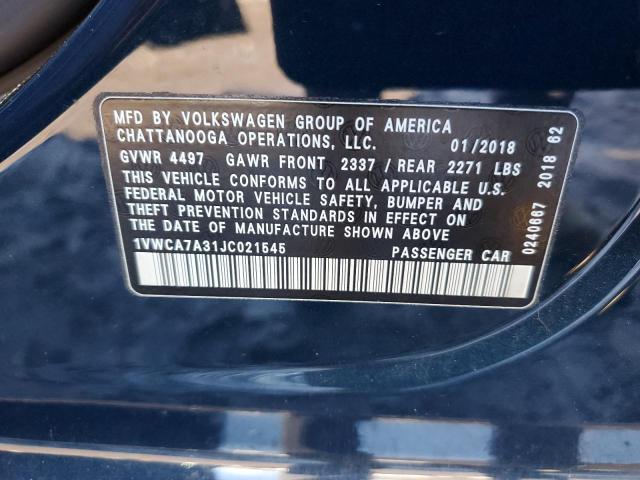 MFD BY VOLKSWAGEN GROUP OF AMERICA
CHATTANOOGA OPERATIONS, LLC. 01/2018
GVWR 4497 GAWR FRONT 2337 / REAR 2271 LBS
THIS VEHICLE CONFORMS TO ALL APPLICABLE U.S.
FEDERAL MOTOR VEHICLE SAFETY, BUMPER AND
THEFT PREVENTION STANDARDS IN EFFECT ON
THE DATE OF MANUFACTURE SHOWN ABOVE
1VWCA7A31JC021545 PASSENGER CAR
0240667 2018 62